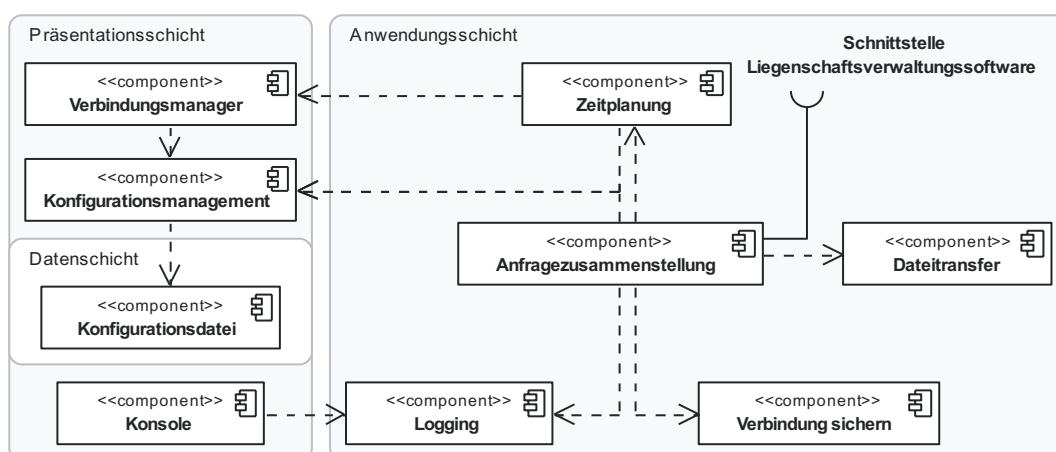 Präsentationsschicht
<<component>>
Verbindungsmanager
<<component>>
Konfigurationsmanagement
Datenschicht
<<component>>
Konfigurationsdatei
<<component>>
Konsole
Anwendungsschicht
<<component>>
Zeitplanung
Schnittstelle
Liegenschaftsverwaltungssoftware
<<component>>
Anfragezusammenstellung
<<component>>
Dateitransfer
<<component>>
Logging
<<component>>
Verbindung sichern